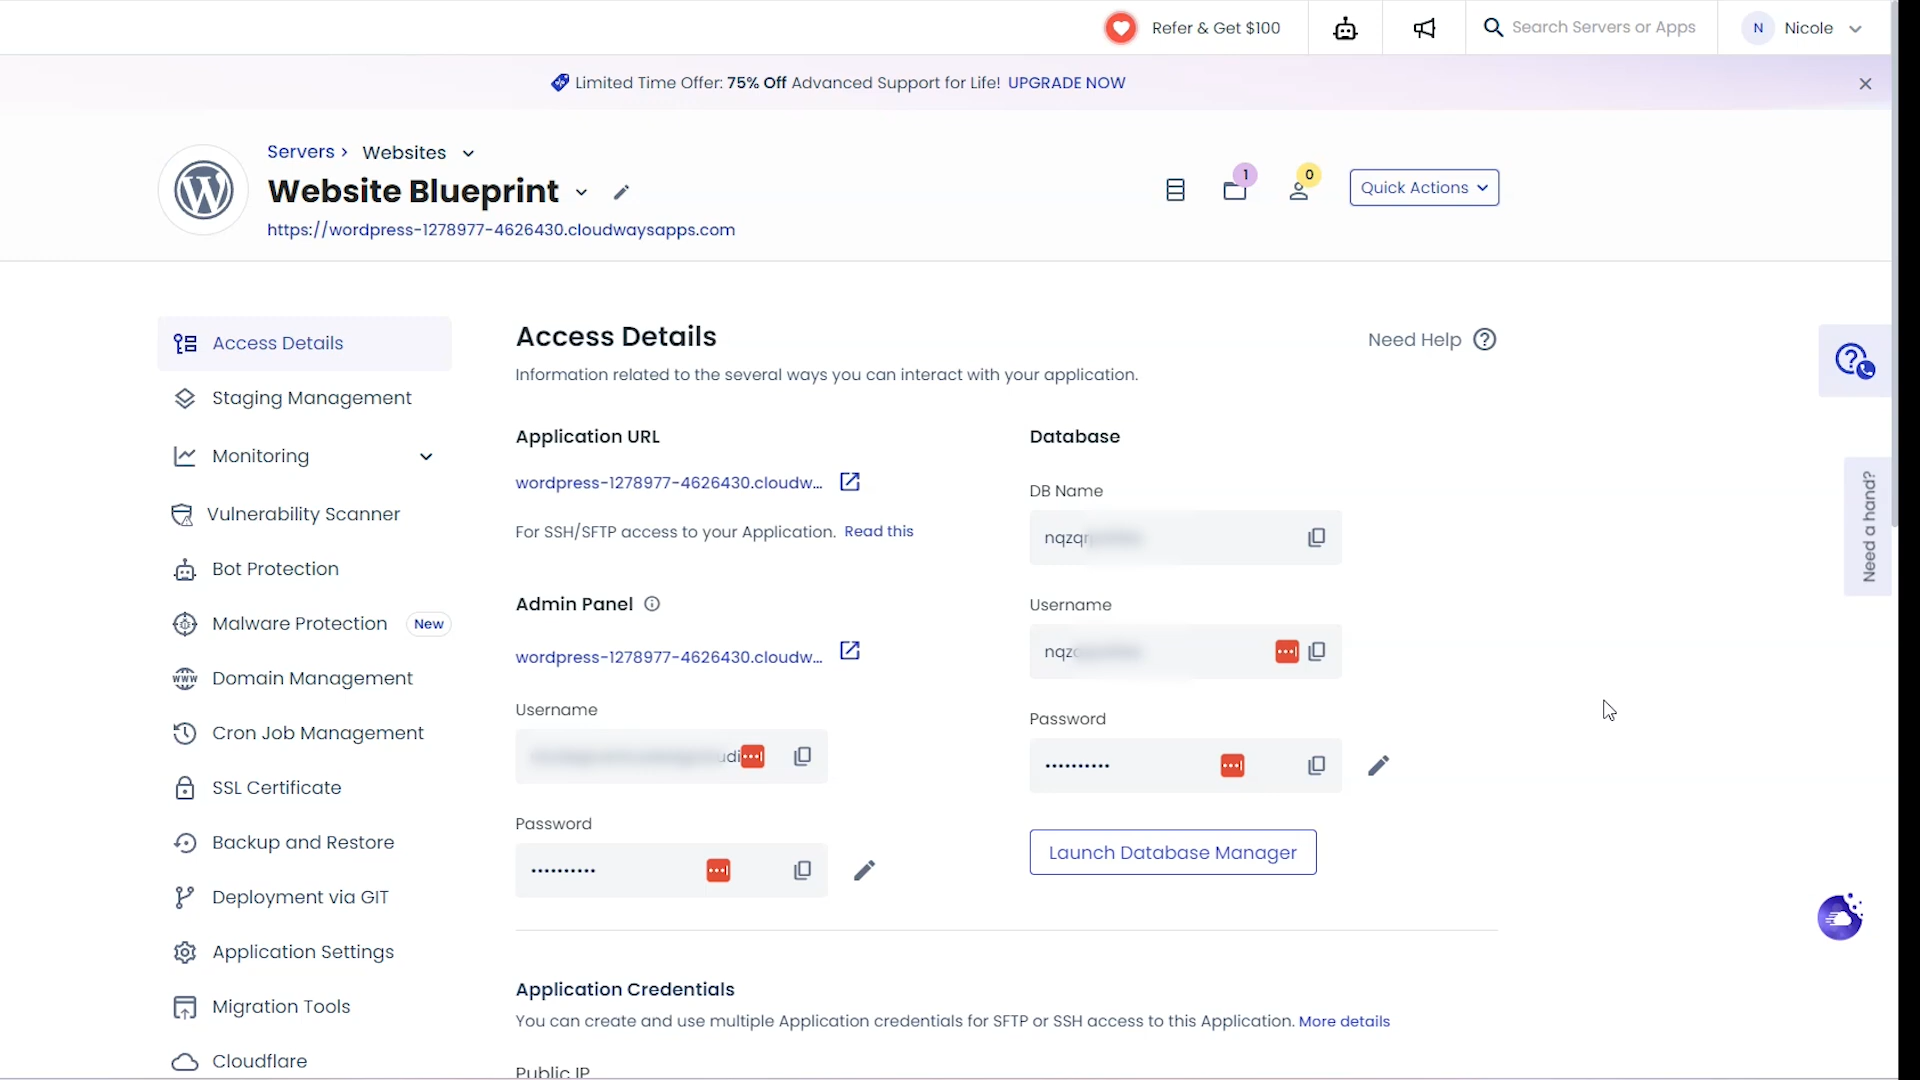 Refer & Get $100
Search Servers or Apps
N
Nicole
Limited Time Offer: 75% Off Advanced Support for Life! UPGRADE NOW
Servers > Websites
Website Blueprint
https://wordpress-1278977-4626430.cloudwaysapps.com
1
0
Quick Actions
Access Details
Staging Management
Monitoring
Vulnerability Scanner
Bot Protection
Malware Protection New
Domain Management
Cron Job Management
SSL Certificate
Backup and Restore
Deployment via GIT
Application Settings
Migration Tools
Cloudflare
Access Details
Need Help
Information related to the several ways you can interact with your application.
Application URL
wordpress-1278977-4626430.cloudw...
For SSH/SFTP access to your Application. Read this
Admin Panel
wordpress-1278977-4626430.cloudw...
Username
Password
••••••••••
Database
DB Name
Username
Password
••••••••••
Launch Database Manager
Application Credentials
You can create and use multiple Application credentials for SFTP or SSH access to this Application. More details
Public IP
Need a hand?